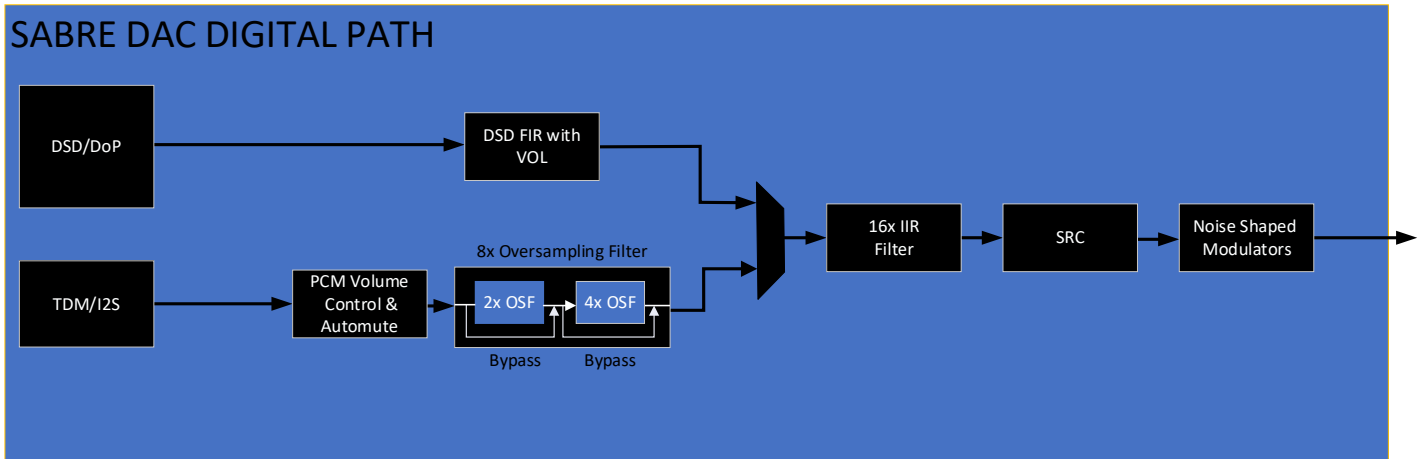 SABRE DAC DIGITAL PATH
DSD/DoP
DSD FIR with
VOL
TDM/I2S
PCM Volume
Control &
Automute
8x Oversampling Filter
2x OSF
4x OSF
Bypass
Bypass
16x IIR
Filter
SRC
Noise Shaped
Modulators